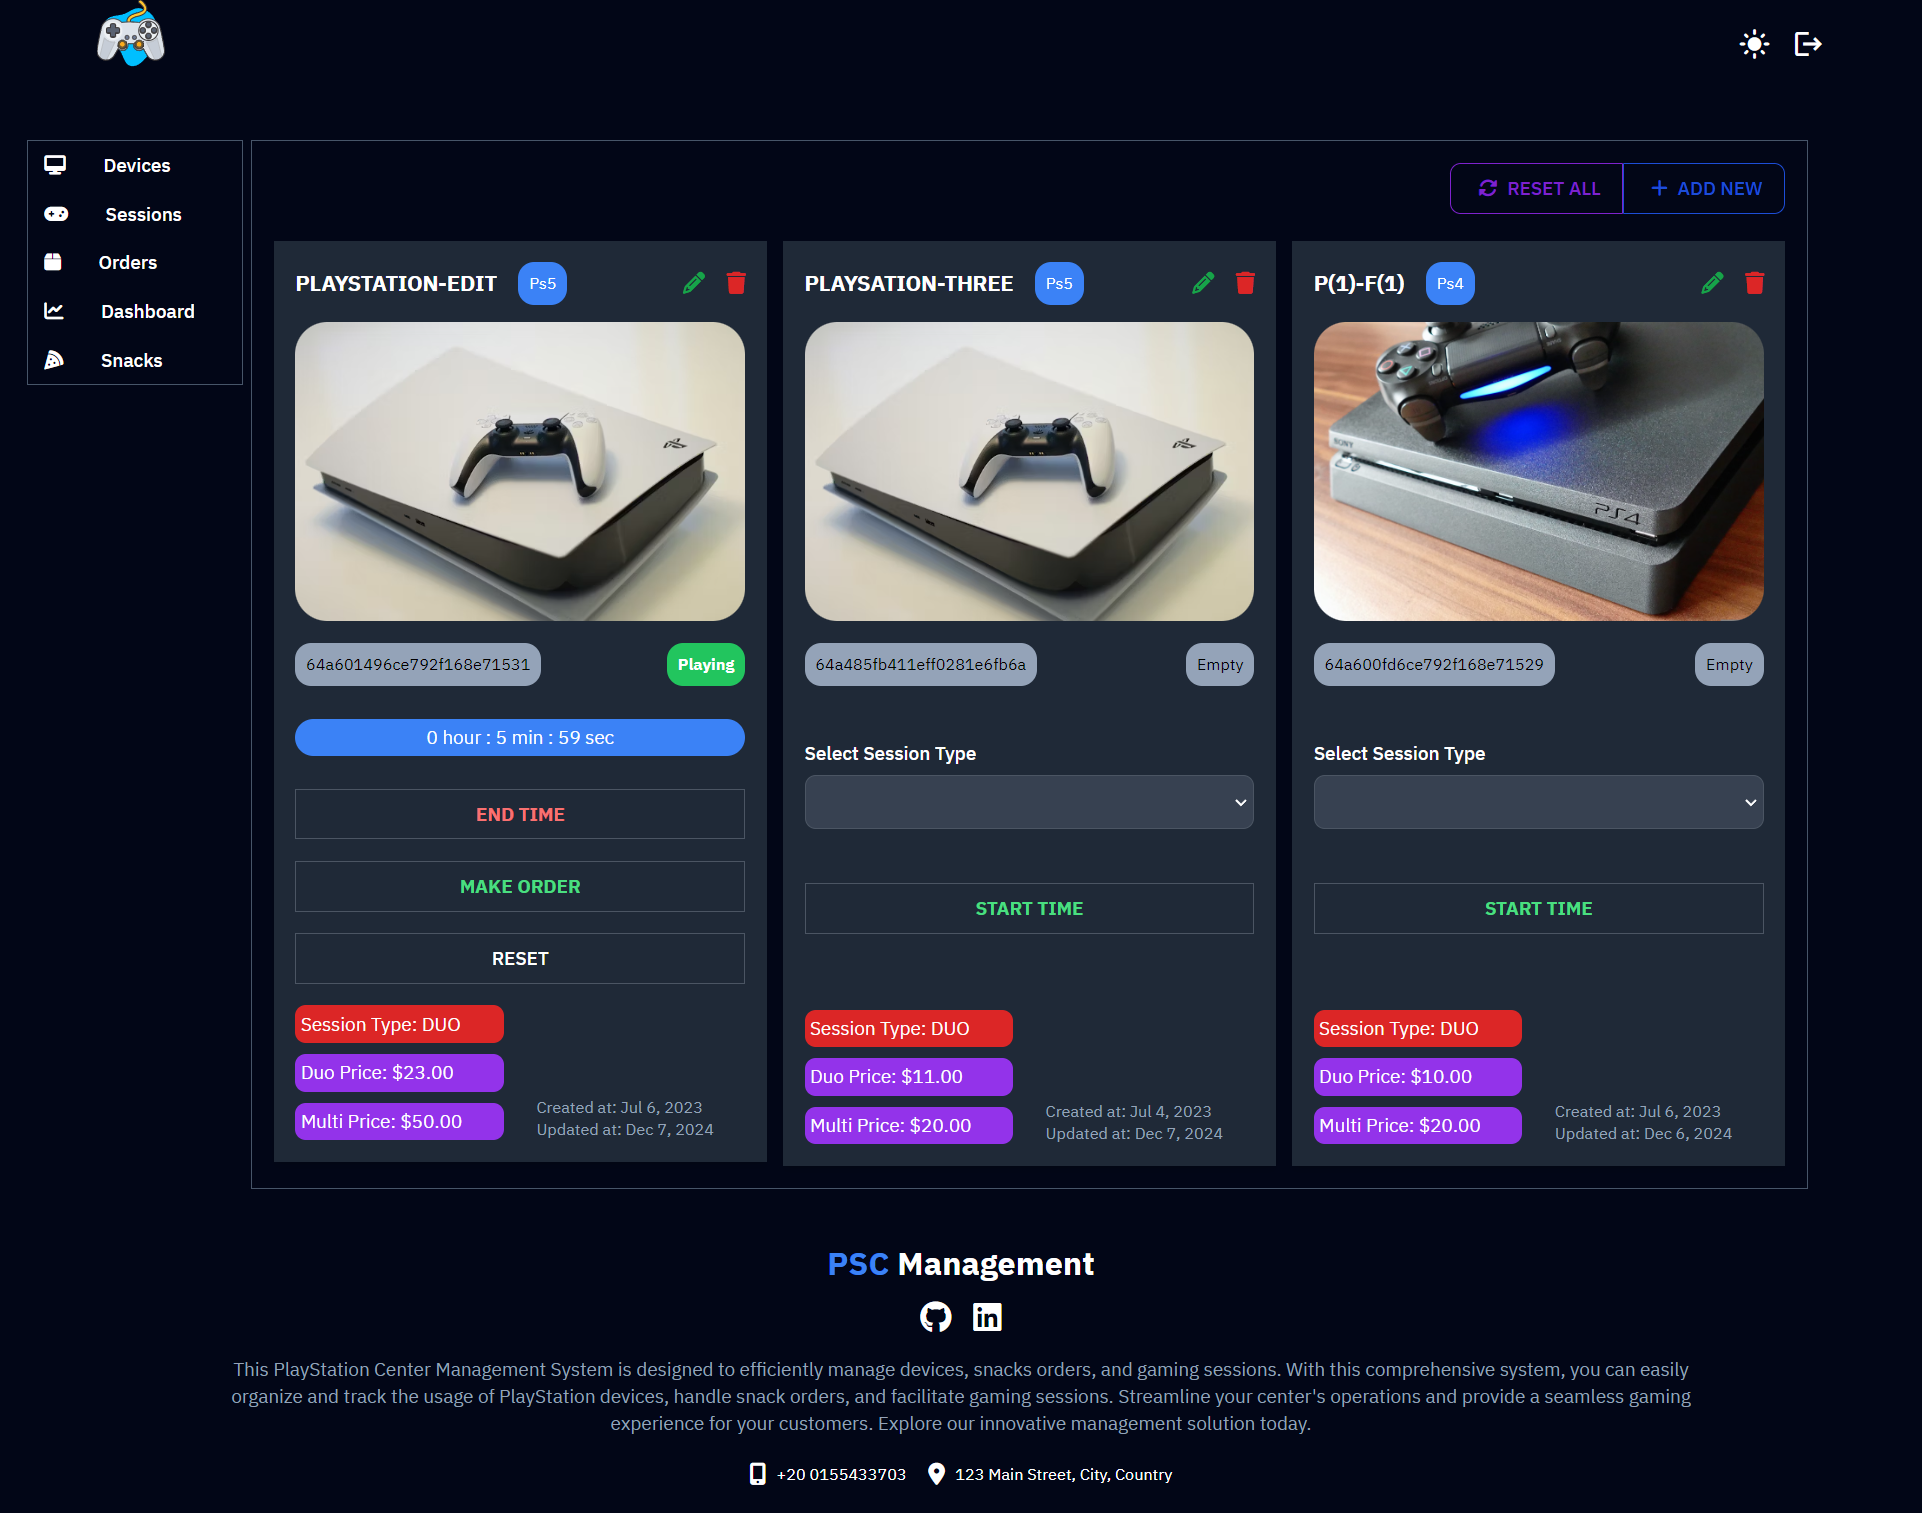 Devices
Sessions
Orders
Dashboard
Snacks
RESET ALL
ADD NEW
PLAYSTATION-EDIT
Ps5
64a601496ce792f168e71531
Playing
0 hour : 5 min : 59 sec
END TIME
MAKE ORDER
RESET
Session Type: DUO
Duo Price: $23.00
Multi Price: $50.00
Created at: Jul 6, 2023
Updated at: Dec 7, 2024
PLAYSATION-THREE
Ps5
64a485fb411eff0281e6fb6a
Empty
Select Session Type
START TIME
Session Type: DUO
Duo Price: $11.00
Multi Price: $20.00
Created at: Jul 4, 2023
Updated at: Dec 7, 2024
P(1)-F(1)
Ps4
SONY
PS4
64a600fd6ce792f168e71529
Empty
Select Session Type
START TIME
Session Type: DUO
Duo Price: $10.00
Multi Price: $20.00
Created at: Jul 6, 2023
Updated at: Dec 6, 2024
PSC Management
This PlayStation Center Management System is designed to efficiently manage devices, snacks orders, and gaming sessions. With this comprehensive system, you can easily
organize and track the usage of PlayStation devices, handle snack orders, and facilitate gaming sessions. Streamline your center's operations and provide a seamless gaming
experience for your customers. Explore our innovative management solution today.
+20 0155433703
123 Main Street, City, Country